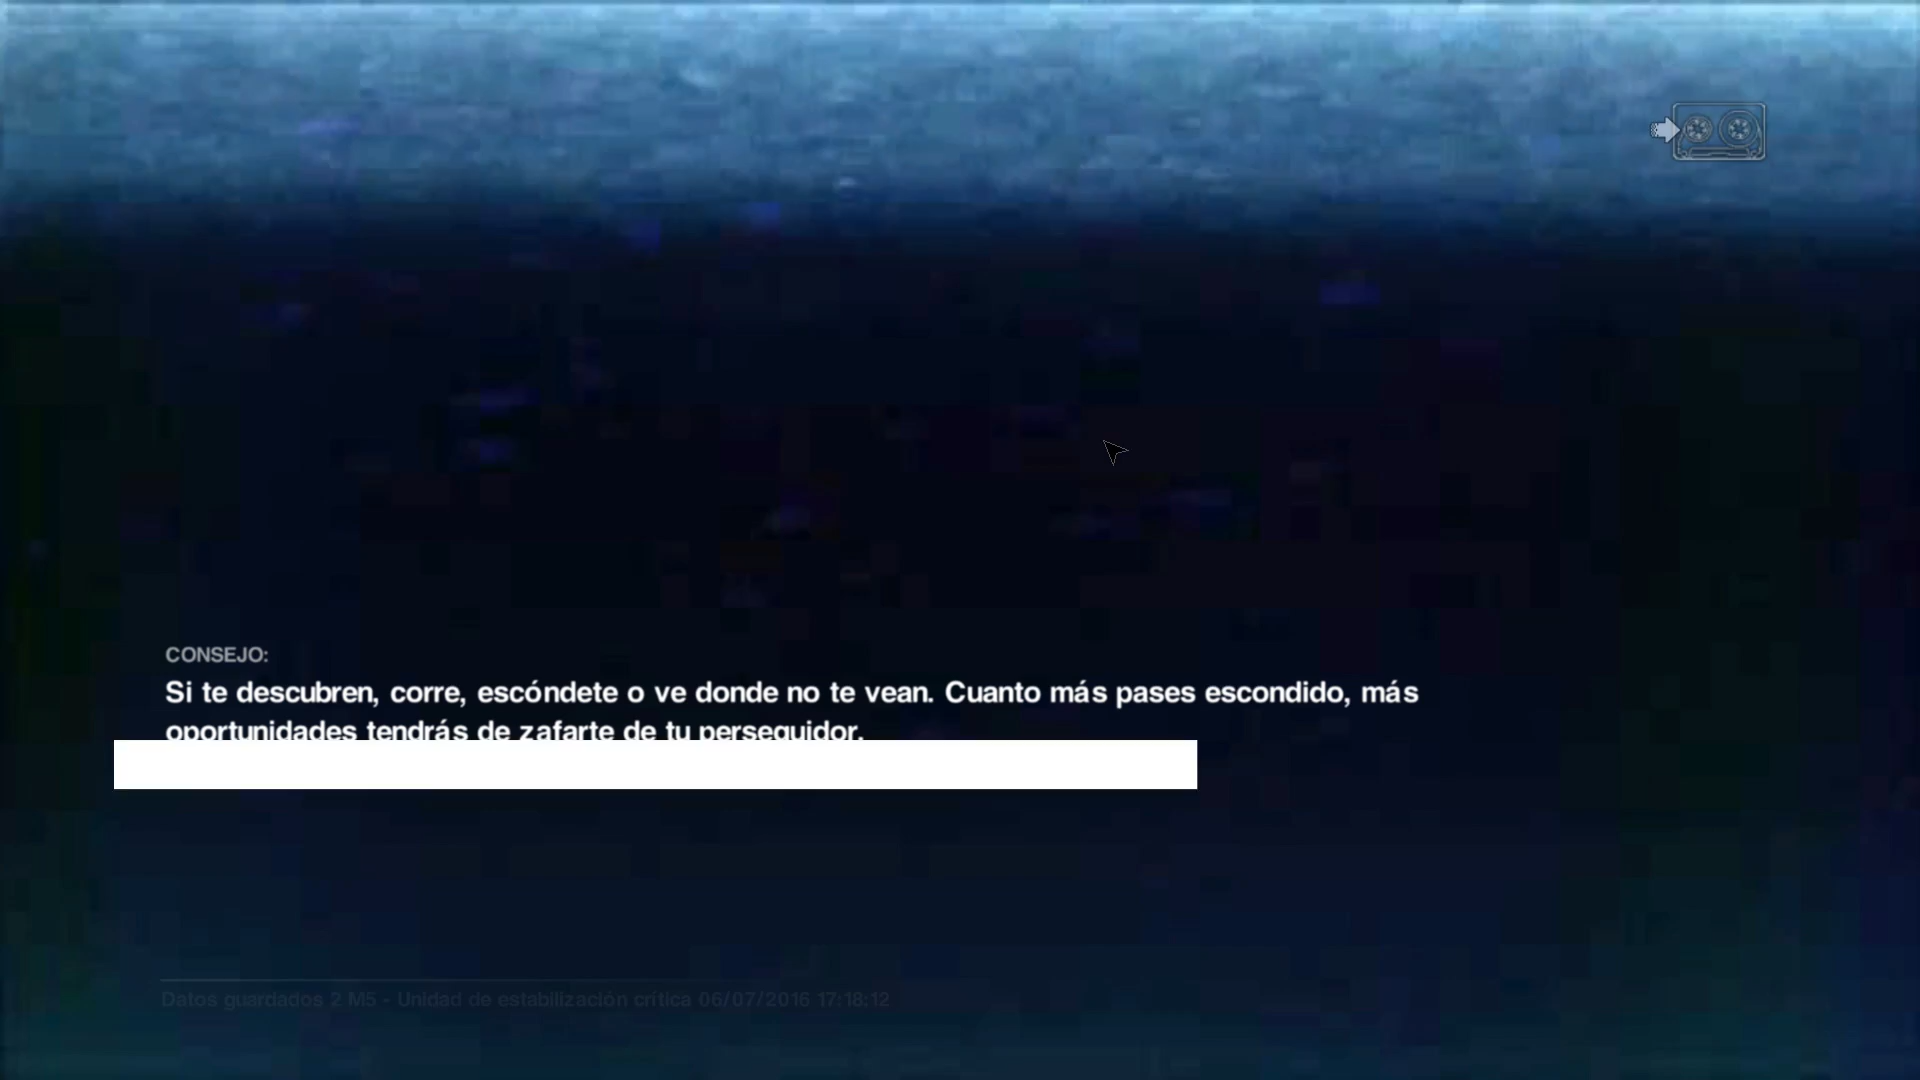 CONSEJO:
Si te descubren, corre, escóndete o ve donde no te vean. Cuanto más pases escondido, más
oportunidades tendrás de zafarte de tu perseguidor.
Datos guardados 2 M5 - Unidad de estabilización crítica 06/07/2016 17:18:12